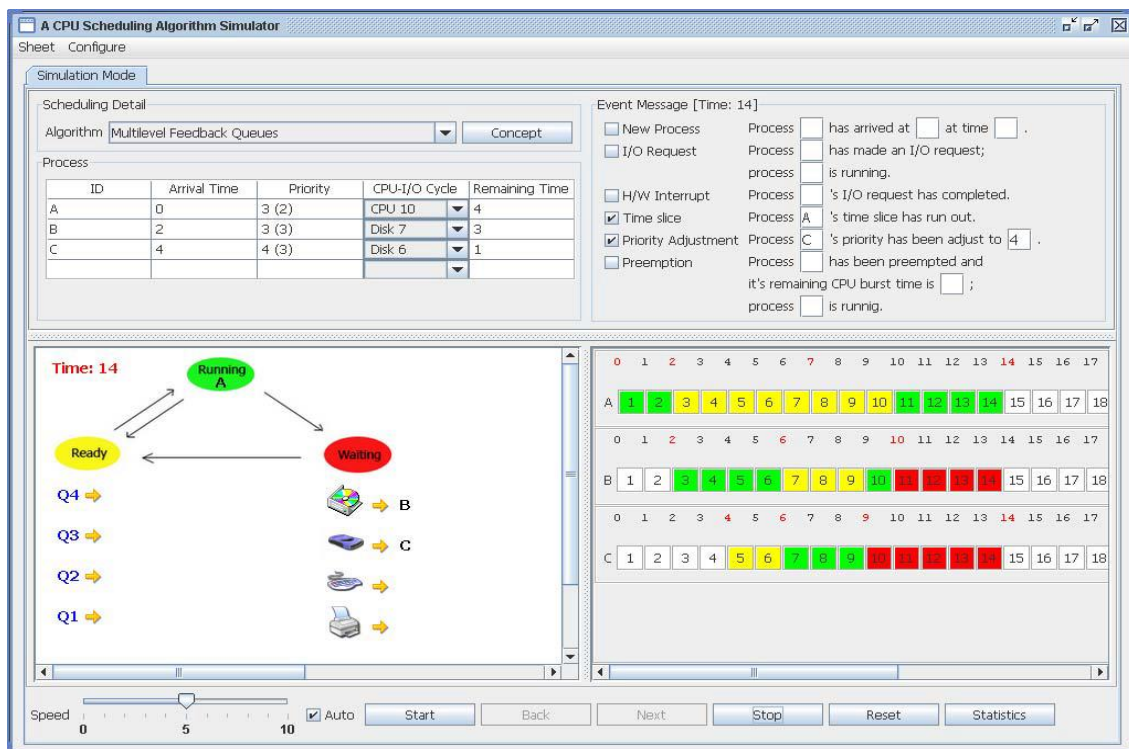 A CPU Scheduling Algorithm Simulator
Sheet Configure
Simulation Mode
Scheduling Detail
Algorithm Multilevel Feedback Queues Concept
Process
ID Arrival Time Priority CPU-I/O Cycle Remaining Time
A 0 3 (2) CPU 10 4
B 2 3 (3) Disk 7 3
C 4 4 (3) Disk 6 1
Event Message [Time: 14]
New Process Process has arrived at at time .
I/O Request Process has made an I/O request;
process is running.
H/W Interrupt Process 's I/O request has completed.
Time slice Process A 's time slice has run out.
Priority Adjustment Process C 's priority has been adjust to 4 .
Preemption Process has been preempted and
it's remaining CPU burst time is ;
process is runnig.
Time: 14
Running
A
Ready
Waiting
Q4 B
Q3 C
Q2
Q1
0 1 2 3 4 5 6 7 8 9 10 11 12 13 14 15 16 17
A 1 2 3 4 5 6 7 8 9 10 11 12 13 14 15 16 17 18
0 1 2 3 4 5 6 7 8 9 10 11 12 13 14 15 16 17
B 1 2 3 4 5 6 7 8 9 10 11 12 13 14 15 16 17 18
0 1 2 3 4 5 6 7 8 9 10 11 12 13 14 15 16 17
C 1 2 3 4 5 6 7 8 9 10 11 12 13 14 15 16 17 18
Speed 0 5 10 Auto Start Back Next Stop Reset Statistics